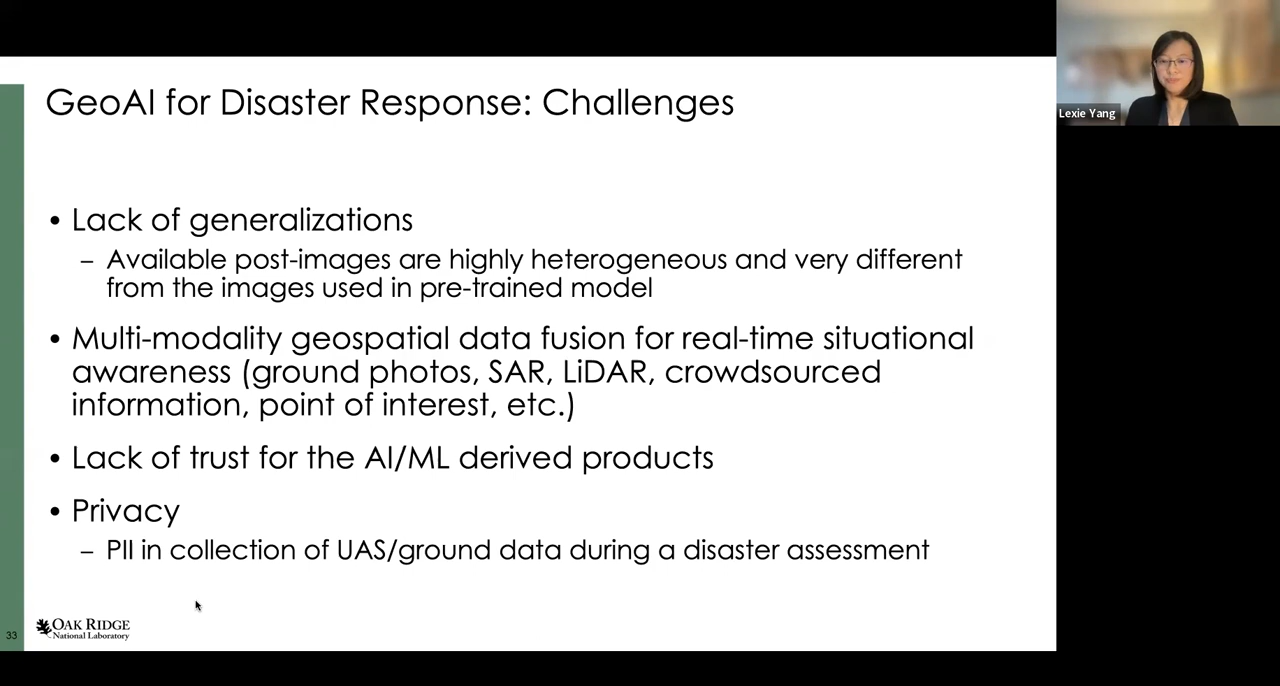 GeoAI for Disaster Response: Challenges
• Lack of generalizations
– Available post-images are highly heterogeneous and very different
from the images used in pre-trained model
• Multi-modality geospatial data fusion for real-time situational
awareness (ground photos, SAR, LiDAR, crowdsourced
information, point of interest, etc.)
• Lack of trust for the AI/ML derived products
• Privacy
– PII in collection of UAS/ground data during a disaster assessment
33
OAK RIDGE
National Laboratory
Lexie Yang